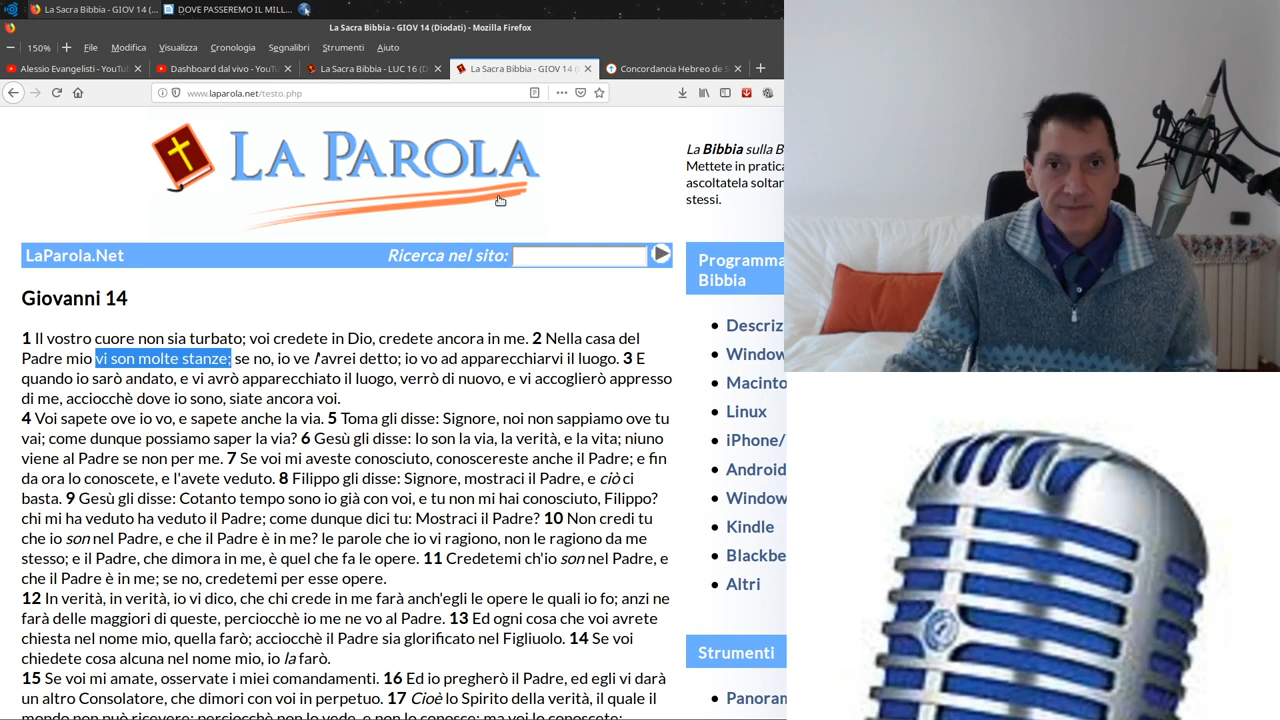 La Sacra Bibbia - GIOV 14 (...
DOVE PASSEREMO IL MILL...
La Sacra Bibbia - GIOV 14 (Diodati) - Mozilla Firefox
150% File Modifica Visualizza Cronologia Segnalibri Strumenti Aiuto
Alessio Evangelisti - YouTu
Dashboard dal vivo - YouTu
La Sacra Bibbia - LUC 16 (D
La Sacra Bibbia - GIOV 14 (
Concordancia Hebreo de S
www.laparola.net/testo.php
LA PAROLA
La Bibbia sulla B
Mettete in pratica
ascoltatela soltan
stessi.
LaParola.Net
Ricerca nel sito:
Programma
Bibbia
Descriz
Window
Macinto
Linux
iPhone/
Android
Window
Kindle
Blackbe
Altri
Strumenti
Panoran
Giovanni 14
1 Il vostro cuore non sia turbato; voi credete in Dio, credete ancora in me. 2 Nella casa del
Padre mio vi son molte stanze; se no, io ve l'avrei detto; io vo ad apparecchiarvi il luogo. 3 E
quando io sarò andato, e vi avrò apparecchiato il luogo, verrò di nuovo, e vi accoglierò appresso
di me, acciocchè dove io sono, siate ancora voi.
4 Voi sapete ove io vo, e sapete anche la via. 5 Toma gli disse: Signore, noi non sappiamo ove tu
vai; come dunque possiamo saper la via? 6 Gesù gli disse: Io son la via, la verità, e la vita; niuno
viene al Padre se non per me. 7 Se voi mi aveste conosciuto, conoscereste anche il Padre; e fin
da ora lo conoscete, e l'avete veduto. 8 Filippo gli disse: Signore, mostraci il Padre, e ciò ci
basta. 9 Gesù gli disse: Cotanto tempo sono io già con voi, e tu non mi hai conosciuto, Filippo?
chi mi ha veduto ha veduto il Padre; come dunque dici tu: Mostraci il Padre? 10 Non credi tu
che io son nel Padre, e che il Padre è in me? le parole che io vi ragiono, non le ragiono da me
stesso; e il Padre, che dimora in me, è quel che fa le opere. 11 Credetemi ch'io son nel Padre, e
che il Padre è in me; se no, credetemi per esse opere.
12 In verità, in verità, io vi dico, che chi crede in me farà anch'egli le opere le quali io fo; anzi ne
farà delle maggiori di queste, perciocchè io me ne vo al Padre. 13 Ed ogni cosa che voi avrete
chiesta nel nome mio, quella farò; acciocchè il Padre sia glorificato nel Figliuolo. 14 Se voi
chiedete cosa alcuna nel nome mio, io la farò.
15 Se voi mi amate, osservate i miei comandamenti. 16 Ed io pregherò il Padre, ed egli vi darà
un altro Consolatore, che dimori con voi in perpetuo. 17 Cioè lo Spirito della verità, il quale il
mondo non può ricevere; perciocchè non lo vede, e non lo conosce; ma voi lo conoscete;